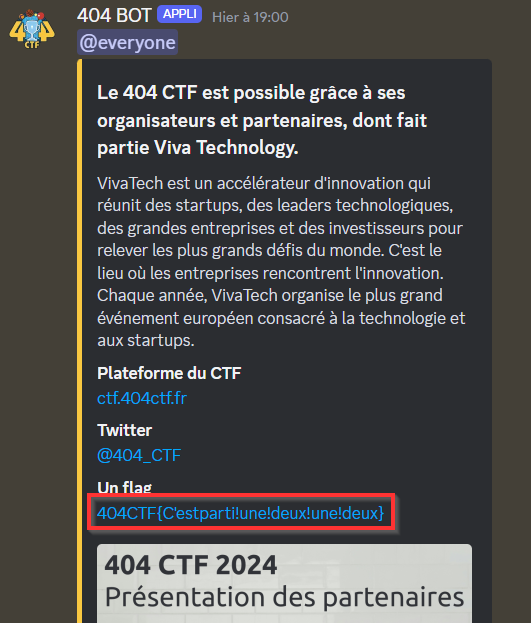 404 BOT APPLI Hier à 19:00
404
CTF
@everyone
Le 404 CTF est possible grâce à ses
organisateurs et partenaires, dont fait
partie Viva Technology.
VivaTech est un accélérateur d'innovation qui
réunit des startups, des leaders technologiques,
des grandes entreprises et des investisseurs pour
relever les plus grands défis du monde. C'est le
lieu où les entreprises rencontrent l'innovation.
Chaque année, VivaTech organise le plus grand
événement européen consacré à la technologie et
aux startups.
Plateforme du CTF
ctf.404ctf.fr
Twitter
@404_CTF
Un flag
404CTF{C'estparti!une!deux!une!deux}
404 CTF 2024
Présentation des partenaires